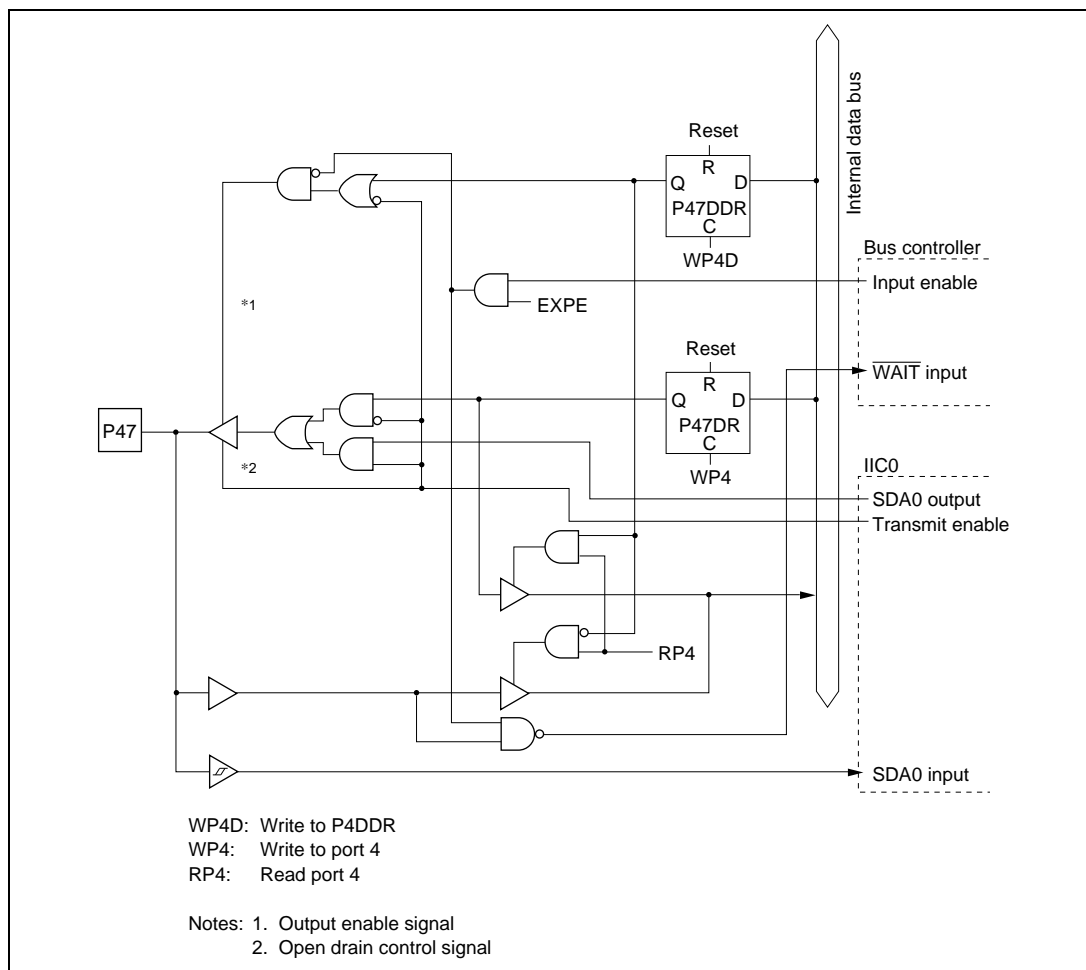 Reset
R
Q D
P47DDR
C
WP4D
Internal data bus
Bus controller
Input enable
EXPE
*1
Reset
R
Q D
P47DR
C
WP4
WAIT input
P47
*2
IIC0
SDA0 output
Transmit enable
RP4
SDA0 input
WP4D: Write to P4DDR
WP4: Write to port 4
RP4: Read port 4
Notes: 1. Output enable signal
2. Open drain control signal